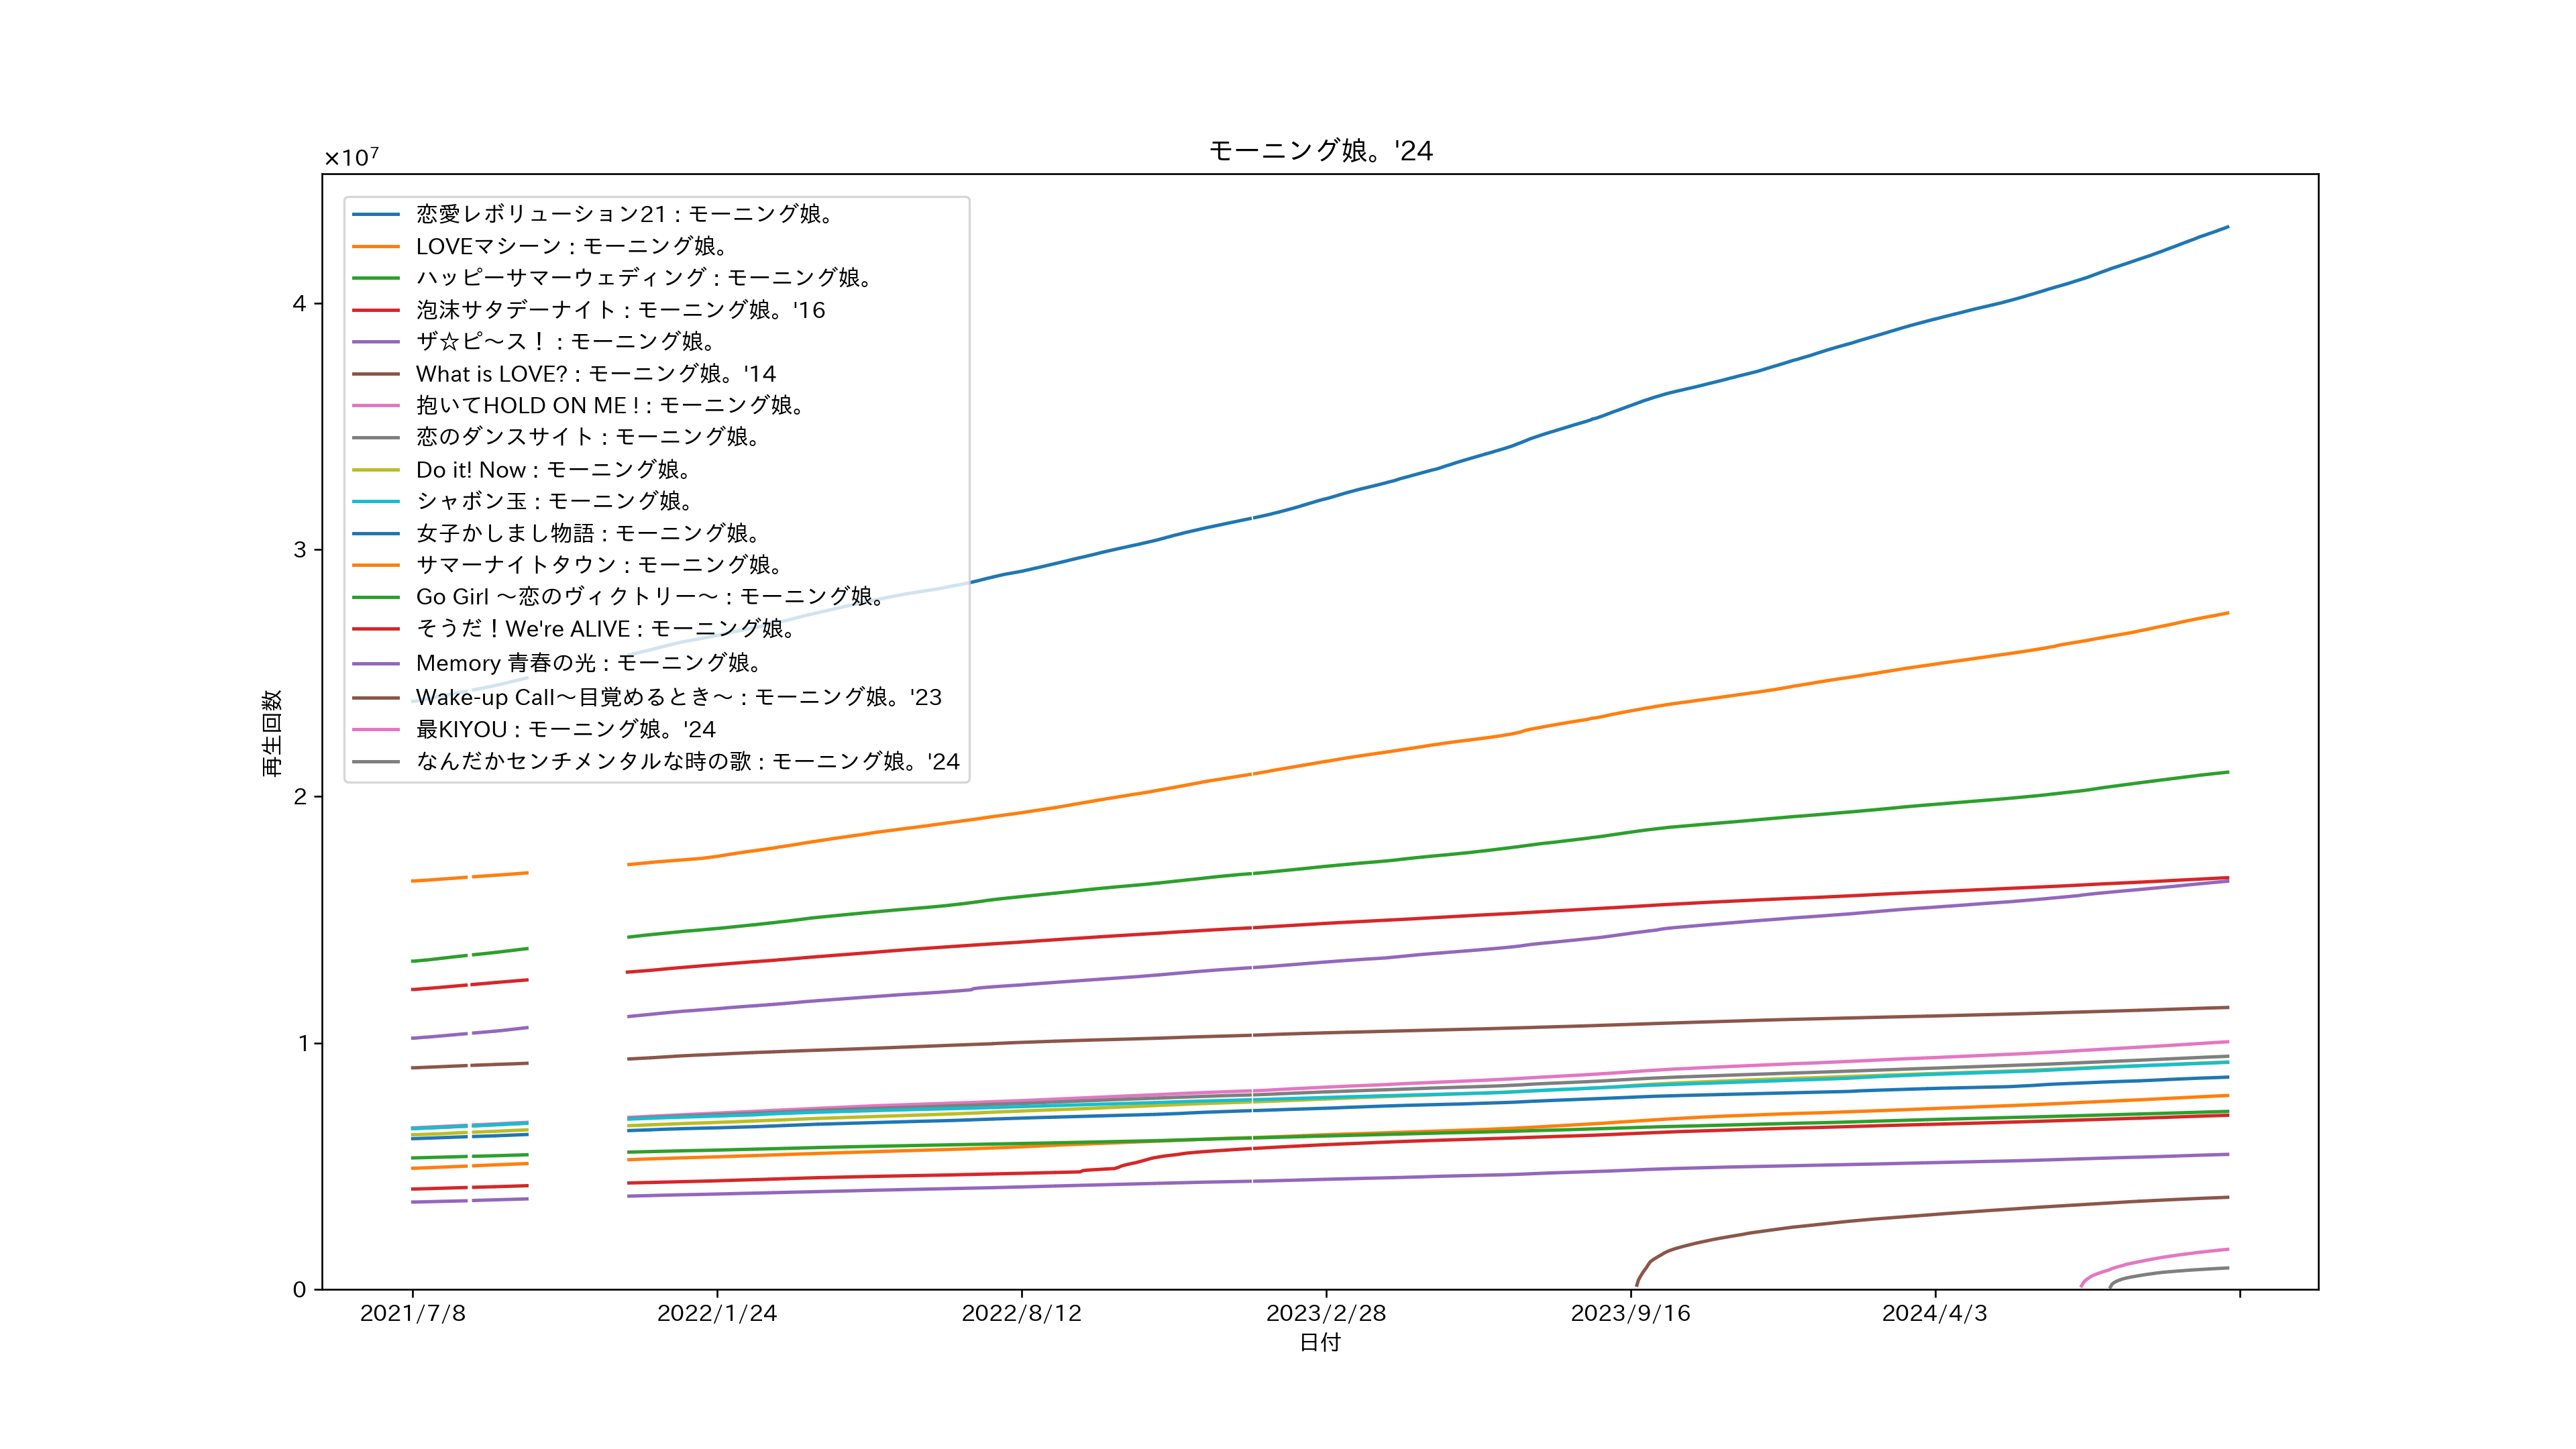 モーニング娘。'24
×10⁷
恋愛レボリューション21 : モーニング娘。
LOVEマシーン : モーニング娘。
ハッピーサマーウェディング : モーニング娘。
泡沫サタデーナイト : モーニング娘。'16
ザ☆ピ〜ス！ : モーニング娘。
What is LOVE? : モーニング娘。'14
抱いてHOLD ON ME ! : モーニング娘。
恋のダンスサイト : モーニング娘。
Do it! Now : モーニング娘。
シャボン玉 : モーニング娘。
女子かしまし物語 : モーニング娘。
サマーナイトタウン : モーニング娘。
Go Girl 〜恋のヴィクトリー〜 : モーニング娘。
そうだ！We're ALIVE : モーニング娘。
Memory 青春の光 : モーニング娘。
Wake-up Call〜目覚めるとき〜 : モーニング娘。'23
最KIYOU : モーニング娘。'24
なんだかセンチメンタルな時の歌 : モーニング娘。'24
4
3
2
1
0
再生回数
2021/7/8 2022/1/24 2022/8/12 2023/2/28 2023/9/16 2024/4/3
日付